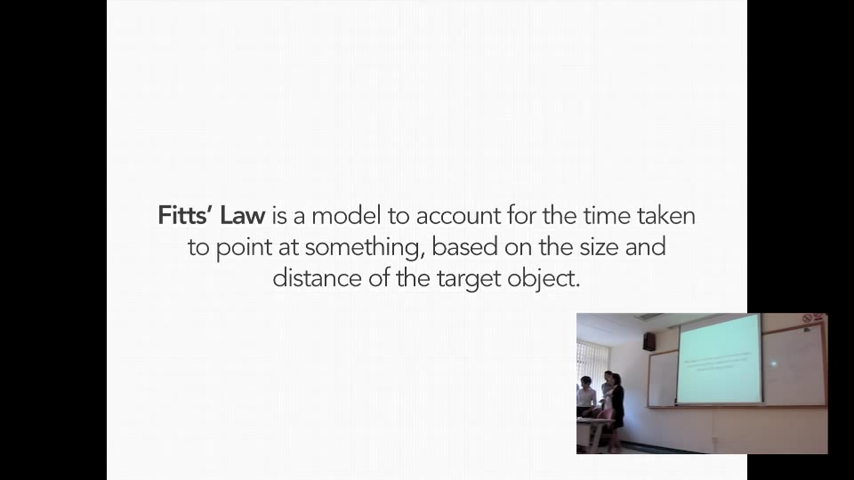 Fitts’ Law is a model to account for the time taken
to point at something, based on the size and
distance of the target object.